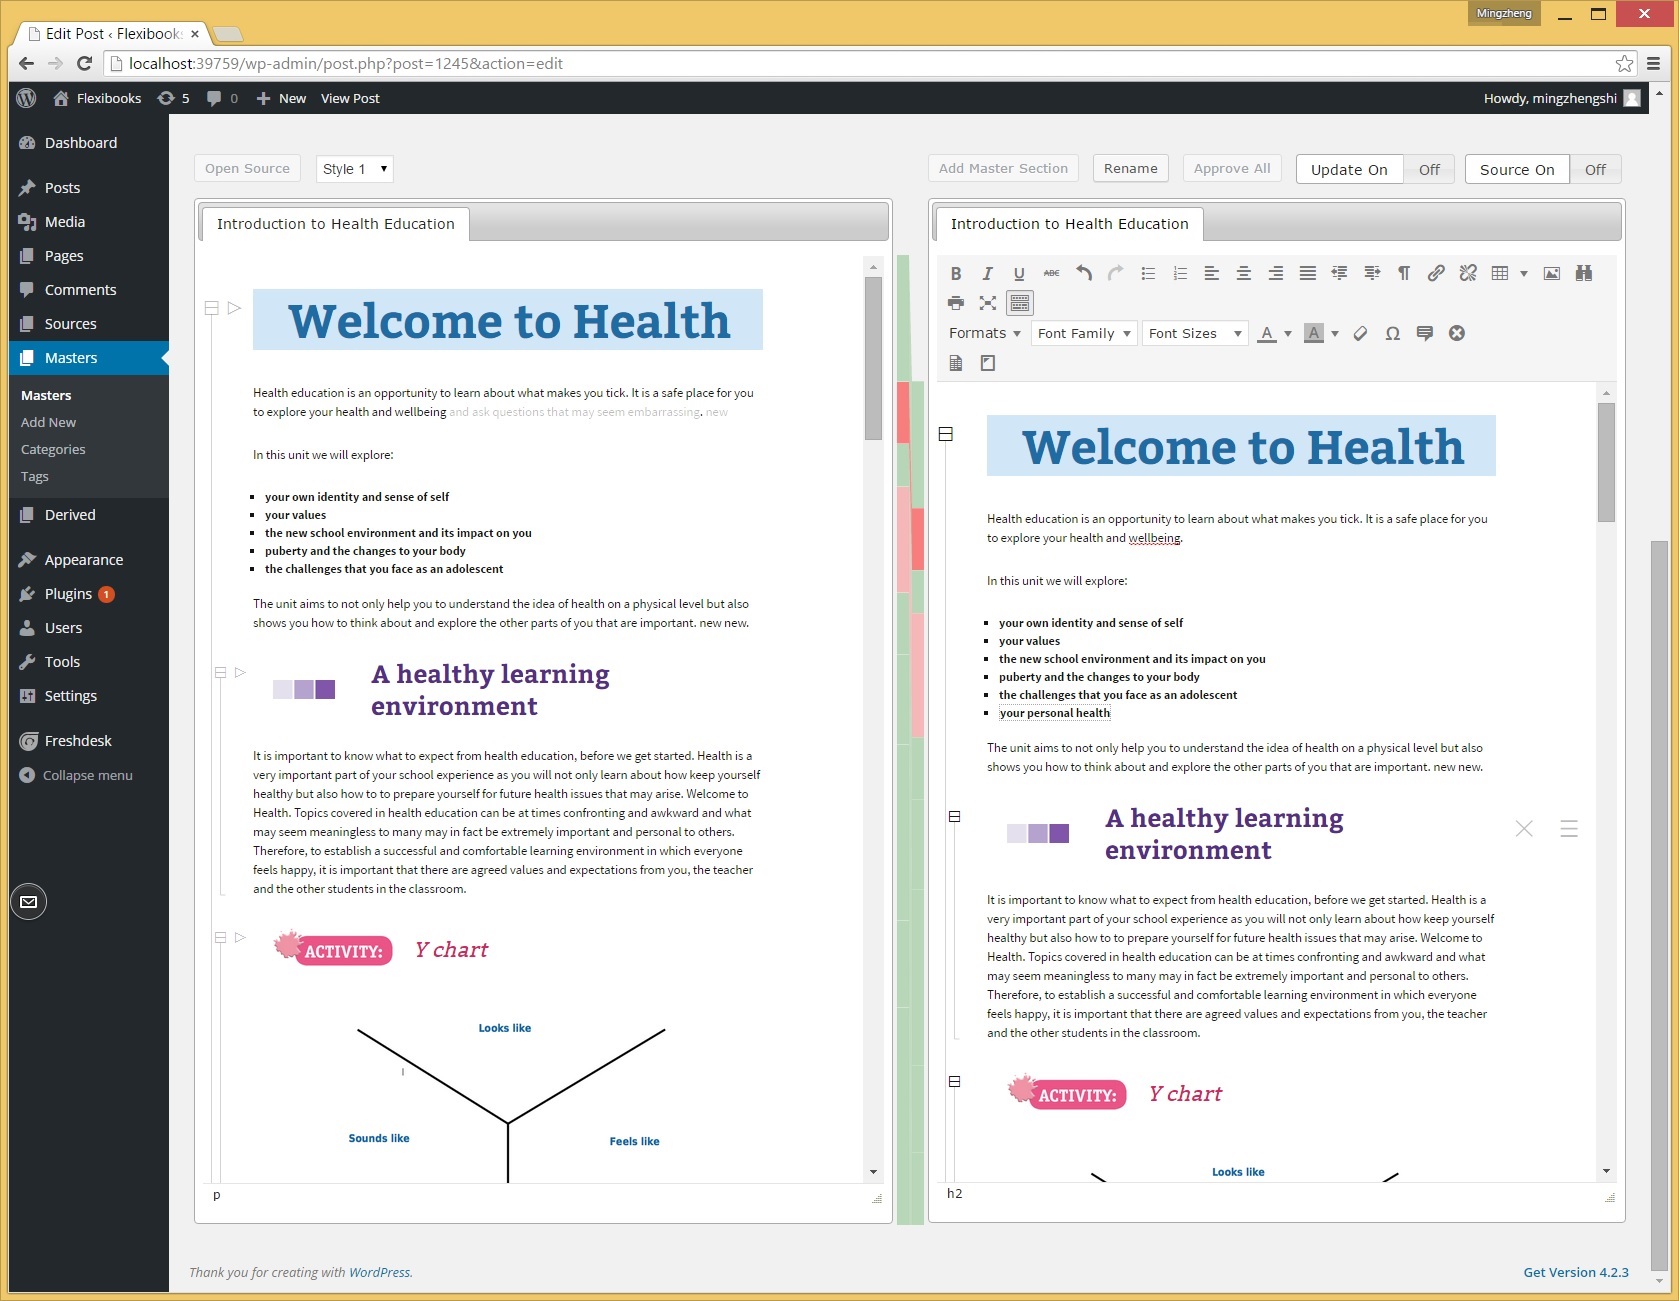 Mingzheng
Edit Post ‹ Flexibooks
localhost:39759/wp-admin/post.php?post=1245&action=edit
Flexibooks 5 0 New View Post
Howdy, mingzhengshi
Dashboard
Posts
Media
Pages
Comments
Sources
Masters
Masters
Add New
Categories
Tags
Derived
Appearance
Plugins 1
Users
Tools
Settings
Freshdesk
Collapse menu
Open Source
Style 1
Introduction to Health Education
Welcome to Health
Health education is an opportunity to learn about what makes you tick. It is a safe place for you
to explore your health and wellbeing and ask questions that may seem embarrassing. new
In this unit we will explore:
your own identity and sense of self
your values
the new school environment and its impact on you
puberty and the changes to your body
the challenges that you face as an adolescent
The unit aims to not only help you to understand the idea of health on a physical level but also
shows you how to think about and explore the other parts of you that are important. new new.
A healthy learning
environment
It is important to know what to expect from health education, before we get started. Health is a
very important part of your school experience as you will not only learn about how keep yourself
healthy but also how to to prepare yourself for future health issues that may arise. Welcome to
Health. Topics covered in health education can be at times confronting and awkward and what
may seem meaningless to many may in fact be extremely important and personal to others.
Therefore, to establish a successful and comfortable learning environment in which everyone
feels happy, it is important that there are agreed values and expectations from you, the teacher
and the other students in the classroom.
ACTIVITY: Y chart
Looks like
Sounds like
Feels like
p
Add Master Section
Rename
Approve All
Update On Off
Source On Off
Introduction to Health Education
B I U ABC
Formats Font Family Font Sizes A A Ω
Welcome to Health
Health education is an opportunity to learn about what makes you tick. It is a safe place for you
to explore your health and wellbeing.
In this unit we will explore:
your own identity and sense of self
your values
the new school environment and its impact on you
puberty and the changes to your body
the challenges that you face as an adolescent
your personal health
The unit aims to not only help you to understand the idea of health on a physical level but also
shows you how to think about and explore the other parts of you that are important. new new.
A healthy learning
environment
It is important to know what to expect from health education, before we get started. Health is a
very important part of your school experience as you will not only learn about how keep yourself
healthy but also how to to prepare yourself for future health issues that may arise. Welcome to
Health. Topics covered in health education can be at times confronting and awkward and what
may seem meaningless to many may in fact be extremely important and personal to others.
Therefore, to establish a successful and comfortable learning environment in which everyone
feels happy, it is important that there are agreed values and expectations from you, the teacher
and the other students in the classroom.
ACTIVITY: Y chart
Looks like
h2
Thank you for creating with WordPress.
Get Version 4.2.3